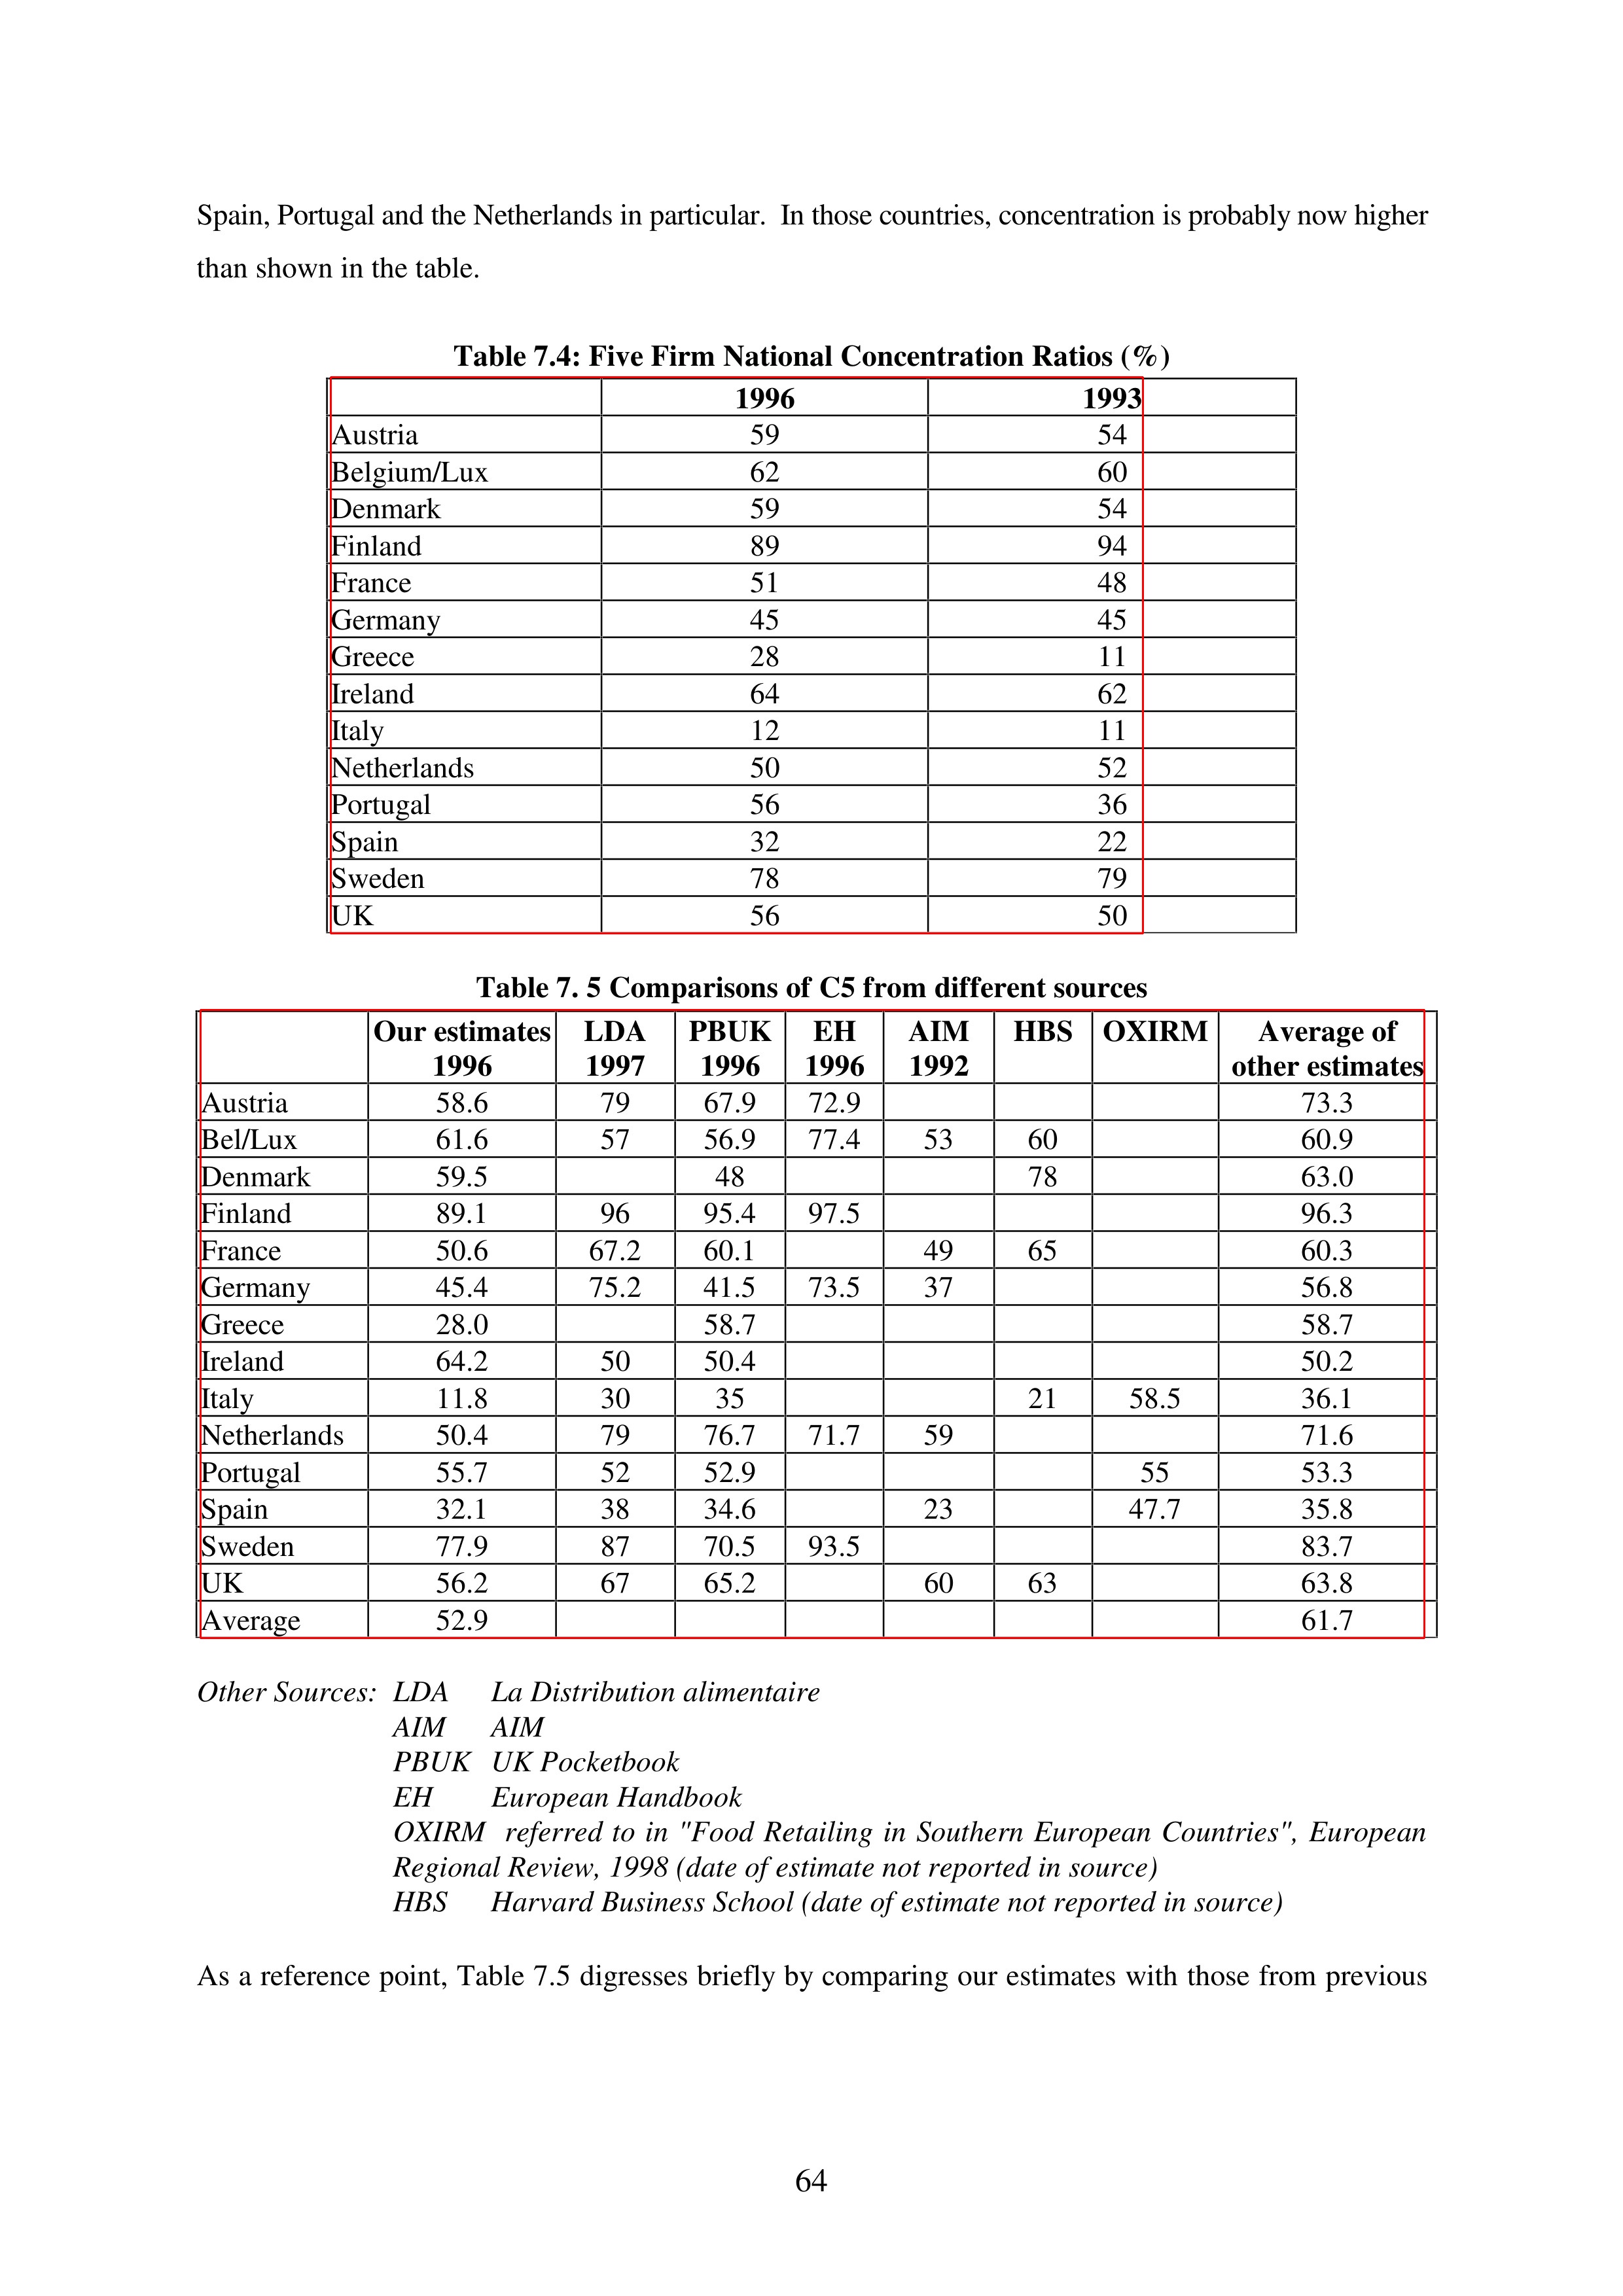 Spain, Portugal and the Netherlands in particular. In those countries, concentration is probably now higher
than shown in the table.
Table 7.4: Five Firm National Concentration Ratios (%)
1996 1993
Austria 59 54
Belgium/Lux 62 60
Denmark 59 54
Finland 89 94
France 51 48
Germany 45 45
Greece 28 11
Ireland 64 62
Italy 12 11
Netherlands 50 52
Portugal 56 36
Spain 32 22
Sweden 78 79
UK 56 50
Table 7. 5 Comparisons of C5 from different sources
Our estimates LDA PBUK EH AIM HBS OXIRM Average of
1996 1997 1996 1996 1992 other estimates
Austria 58.6 79 67.9 72.9 73.3
Bel/Lux 61.6 57 56.9 77.4 53 60 60.9
Denmark 59.5 48 78 63.0
Finland 89.1 96 95.4 97.5 96.3
France 50.6 67.2 60.1 49 65 60.3
Germany 45.4 75.2 41.5 73.5 37 56.8
Greece 28.0 58.7 58.7
Ireland 64.2 50 50.4 50.2
Italy 11.8 30 35 21 58.5 36.1
Netherlands 50.4 79 76.7 71.7 59 71.6
Portugal 55.7 52 52.9 55 53.3
Spain 32.1 38 34.6 23 47.7 35.8
Sweden 77.9 87 70.5 93.5 83.7
UK 56.2 67 65.2 60 63 63.8
Average 52.9 61.7
Other Sources: LDA La Distribution alimentaire
AIM AIM
PBUK UK Pocketbook
EH European Handbook
OXIRM referred to in "Food Retailing in Southern European Countries", European
Regional Review, 1998 (date of estimate not reported in source)
HBS Harvard Business School (date of estimate not reported in source)
As a reference point, Table 7.5 digresses briefly by comparing our estimates with those from previous
64